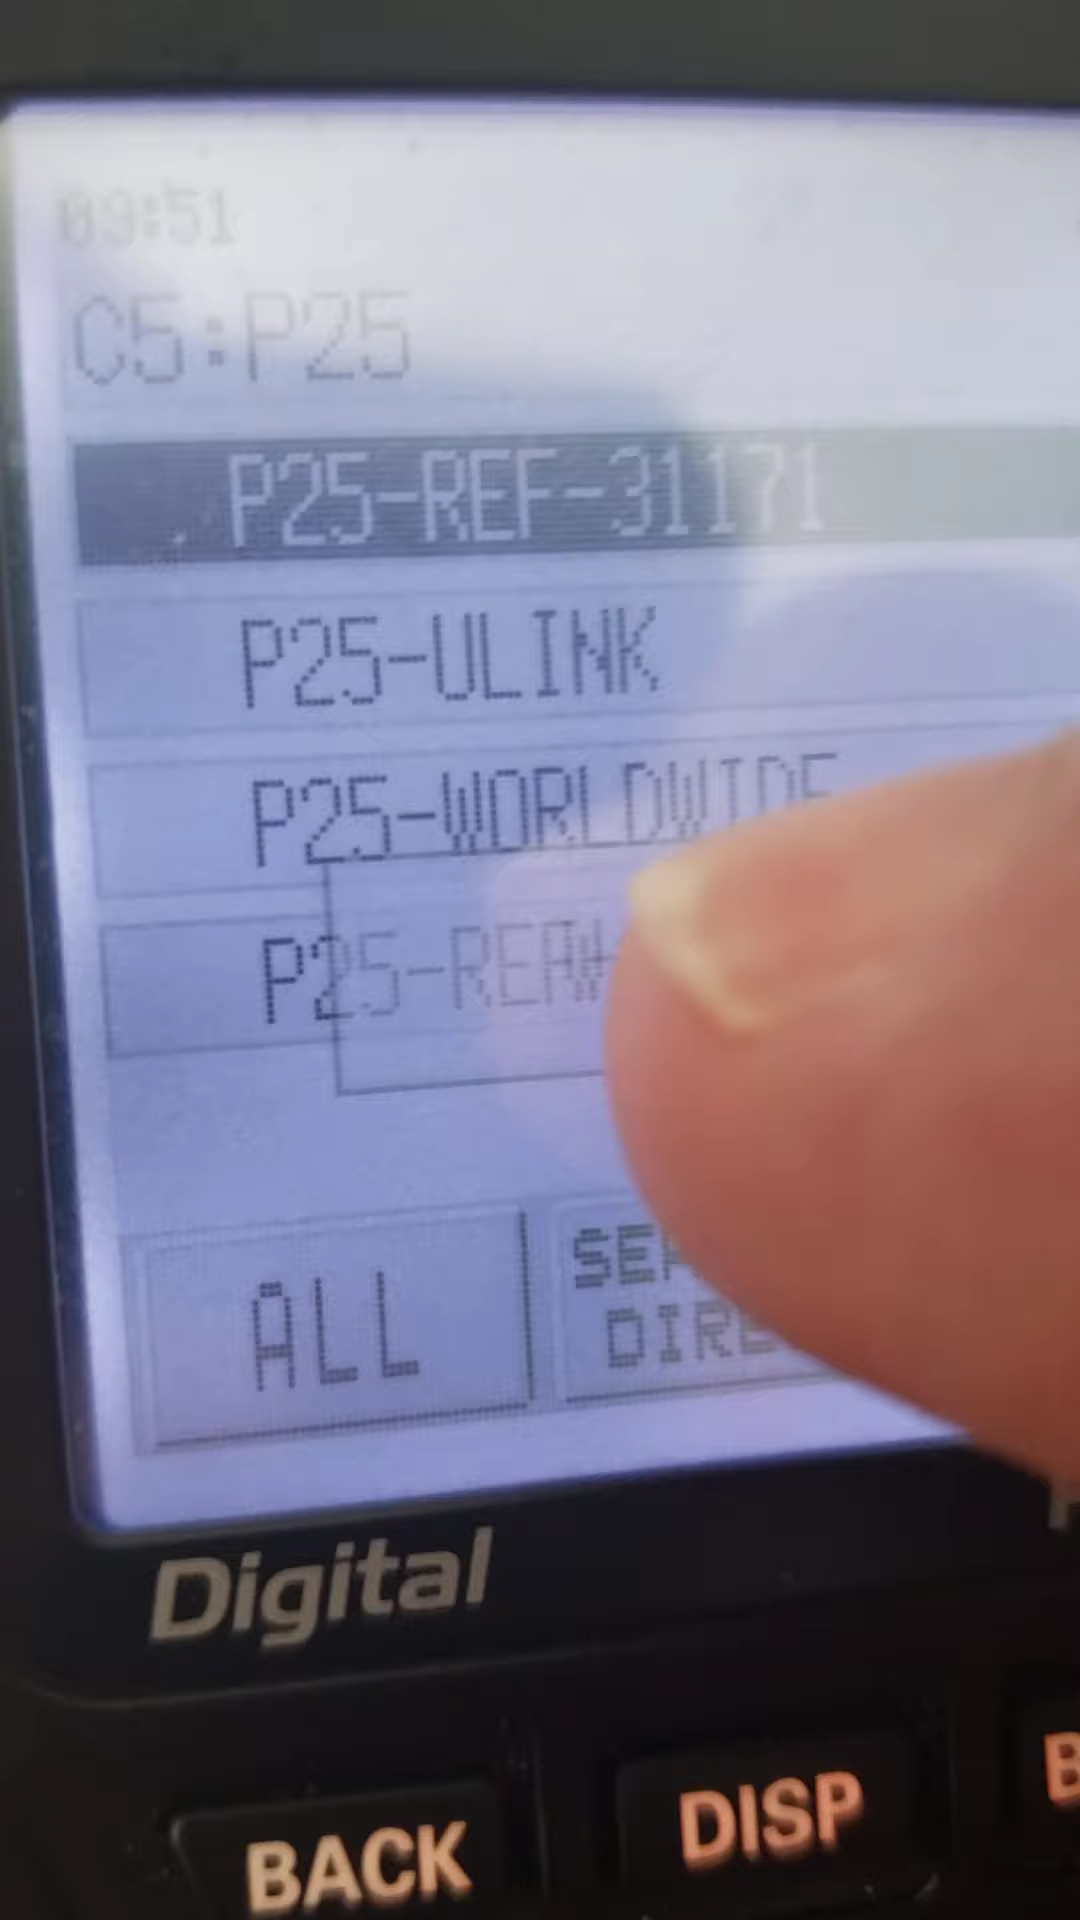 09:51
C5:P25
P25-REF-31171
P25-ULINK
P25-WORLDWIDE
ALL
Digital
BACK
DISP